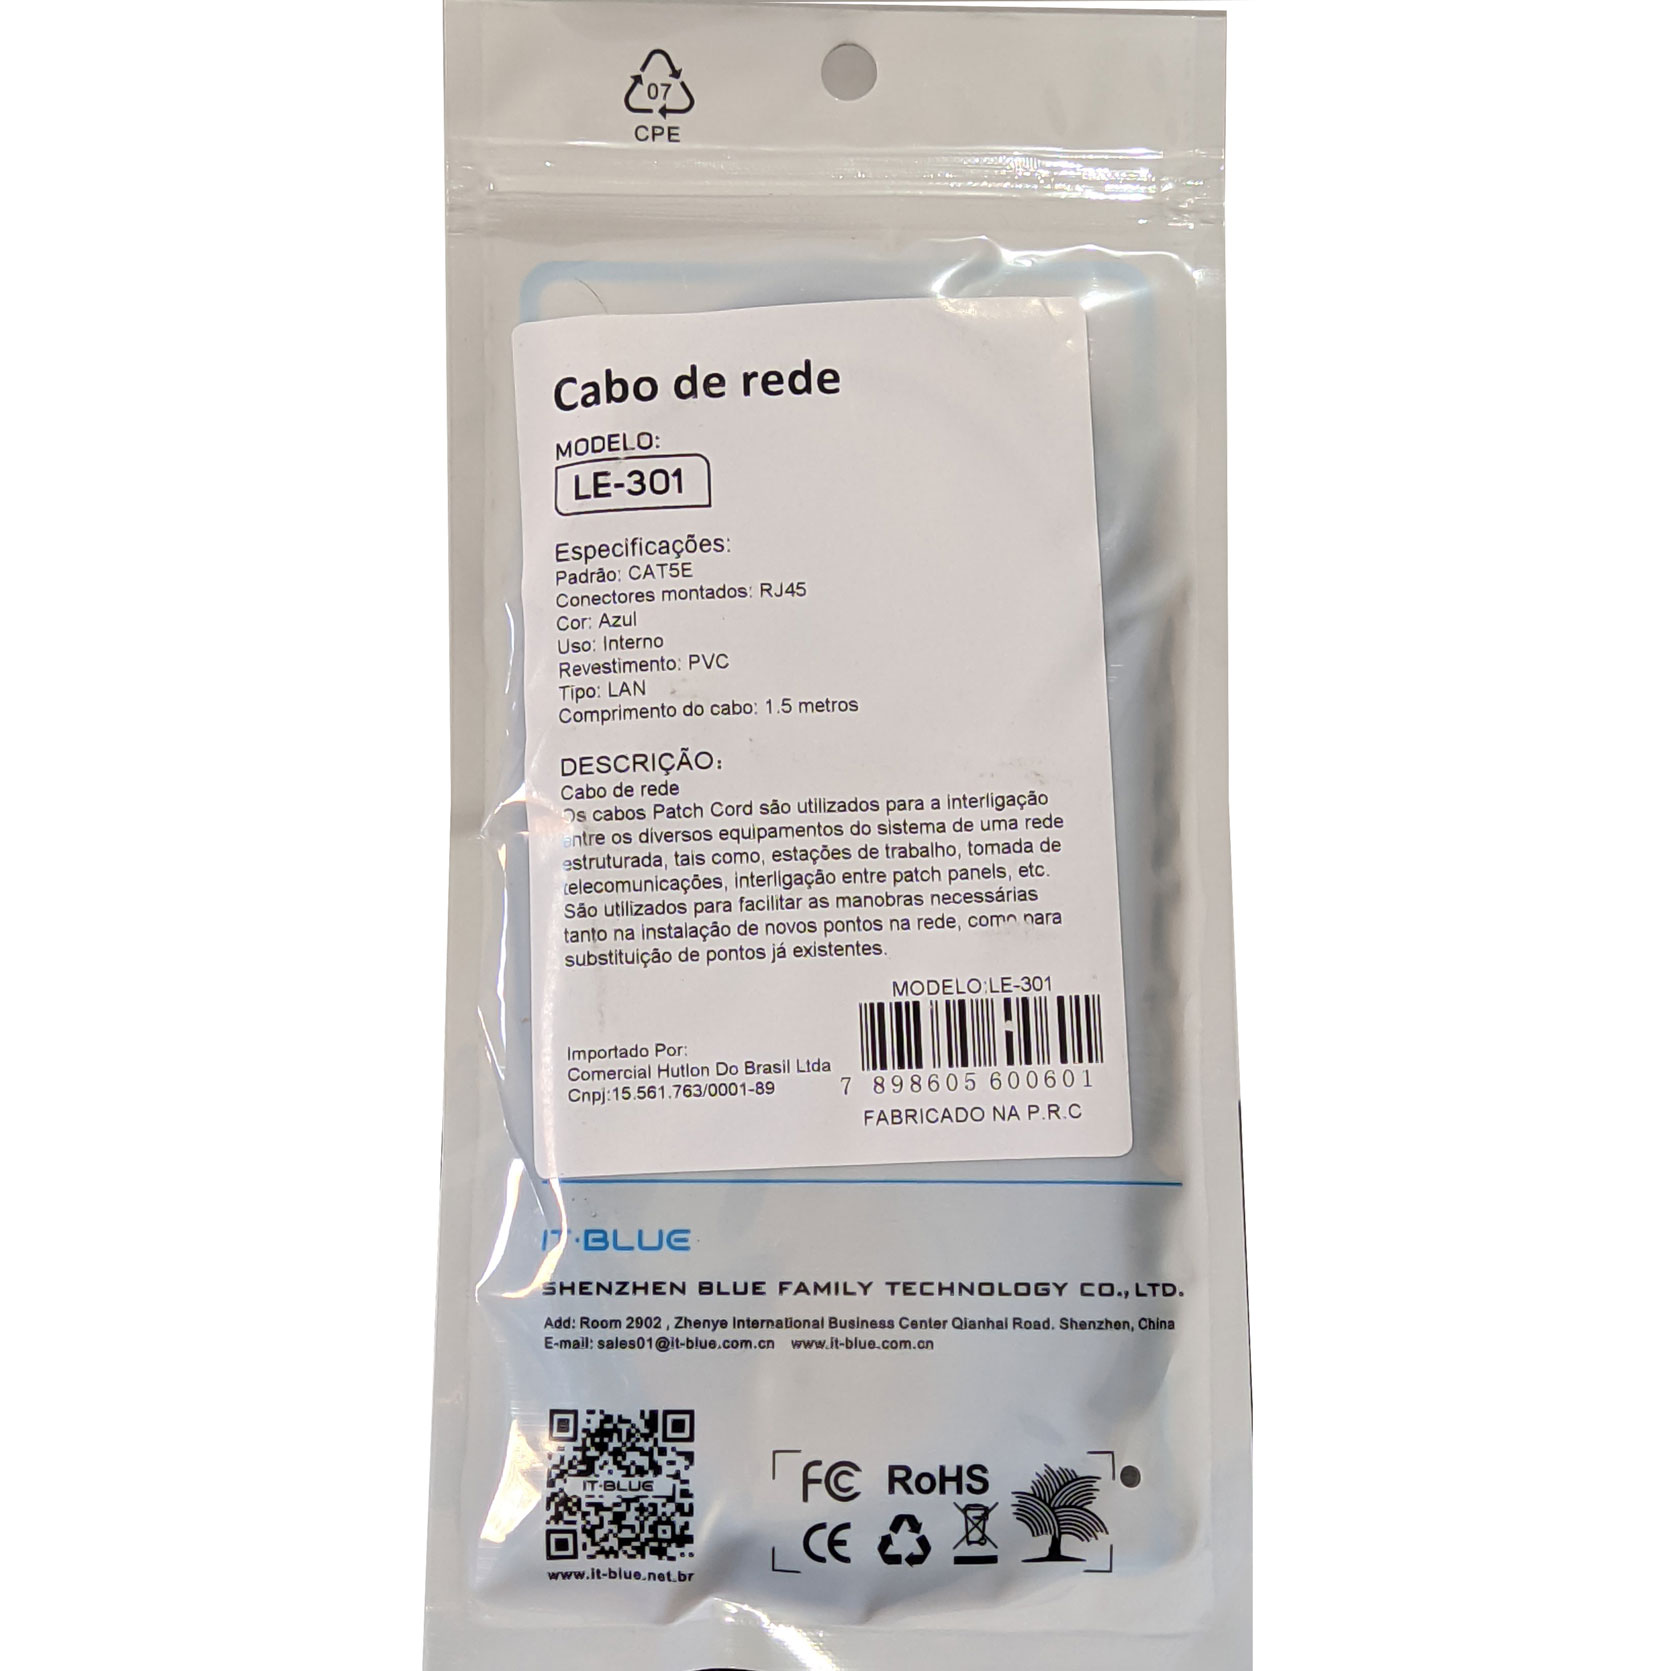 07
CPE
Cabo de rede
MODELO:
LE-301
Especificações:
Padrão: CAT5E
Conectores montados: RJ45
Cor: Azul
Uso: Interno
Revestimento: PVC
Tipo: LAN
Comprimento do cabo: 1.5 metros
DESCRIÇÃO:
Cabo de rede
Os cabos Patch Cord são utilizados para a interligação
entre os diversos equipamentos do sistema de uma rede
estruturada, tais como, estações de trabalho, tomada de
telecomunicações, interligação entre patch panels, etc.
São utilizados para facilitar as manobras necessárias
tanto na instalação de novos pontos na rede, como para
substituição de pontos já existentes.
MODELO:LE-301
7 898605 600601
FABRICADO NA P.R.C
Importado Por:
Comercial Hutlon Do Brasil Ltda
Cnpj:15.561.763/0001-89
IT·BLUE
SHENZHEN BLUE FAMILY TECHNOLOGY CO.,LTD.
Add: Room 2902 , Zhenye International Business Center Qianhai Road. Shenzhen, China
E-mail: sales01@it-blue.com.cn www.it-blue.com.cn
IT·BLUE
www.it-blue.net.br
FC RoHS
CE